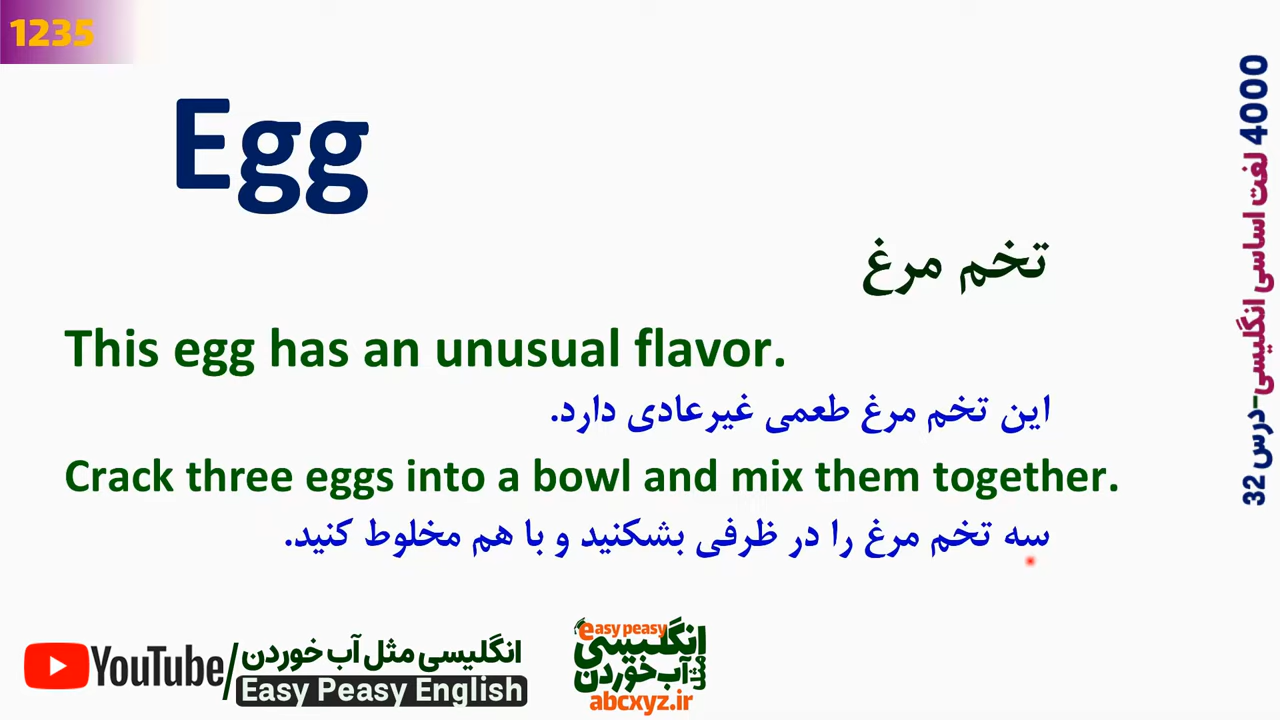 1235
Egg
تخم مرغ
This egg has an unusual flavor.
این تخم مرغ طعمی غیرعادی دارد.
Crack three eggs into a bowl and mix them together.
سه تخم مرغ را در ظرفی بشکنید و با هم مخلوط کنید.
4000 لغت اساسی انگلیسی-درس 32
YouTube/انگلیسی مثل آب خوردن
Easy Peasy English
easy peasy
انگلیسی
مثل آب خوردن
abcxyz.ir